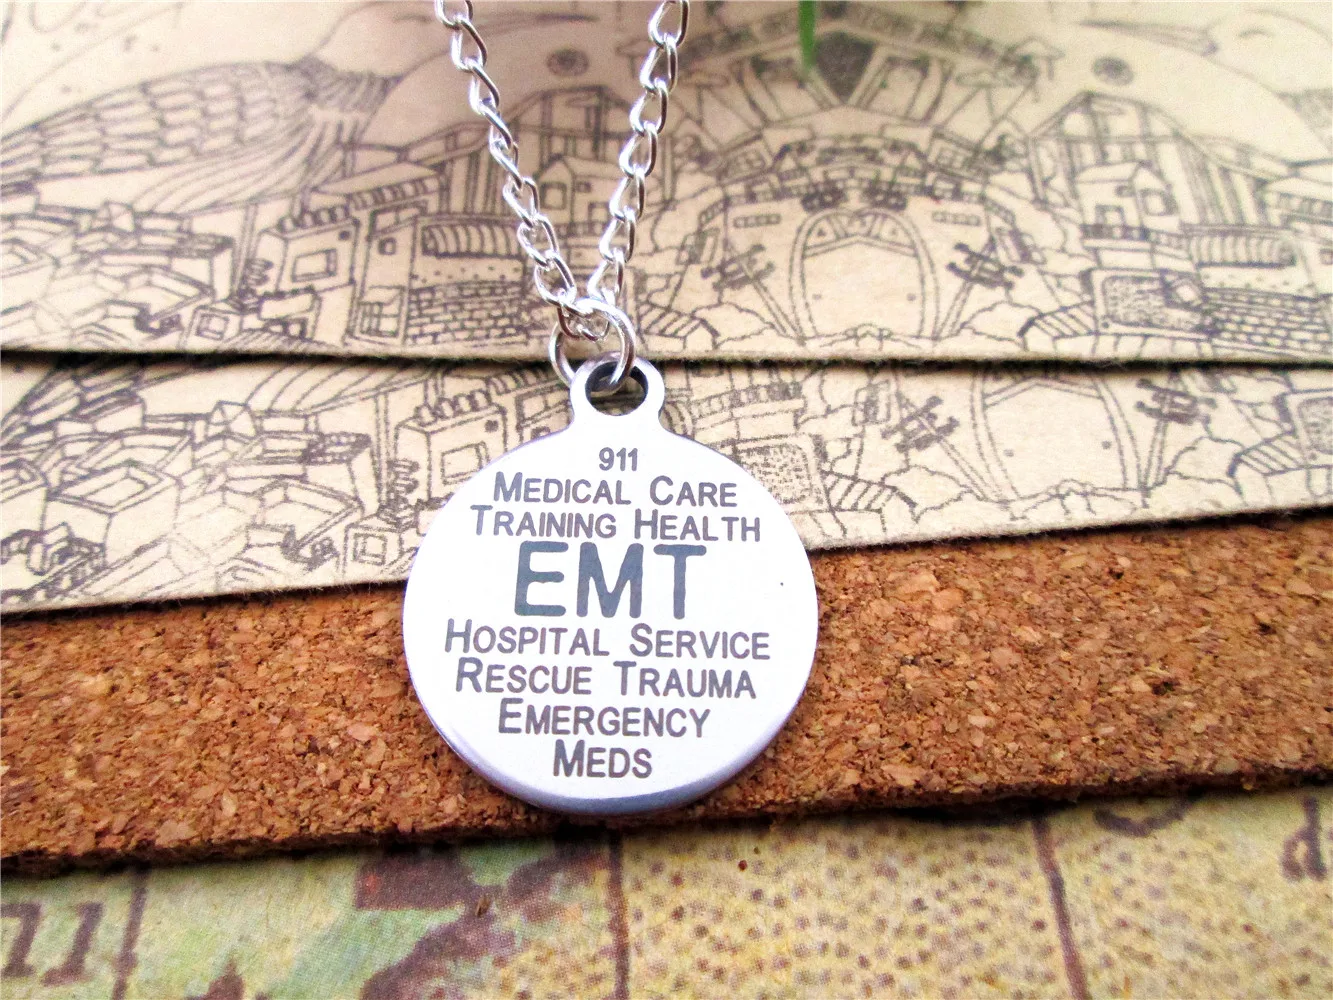 911
MEDICAL CARE
TRAINING HEALTH
EMT
HOSPITAL SERVICE
RESCUE TRAUMA
EMERGENCY
MEDS